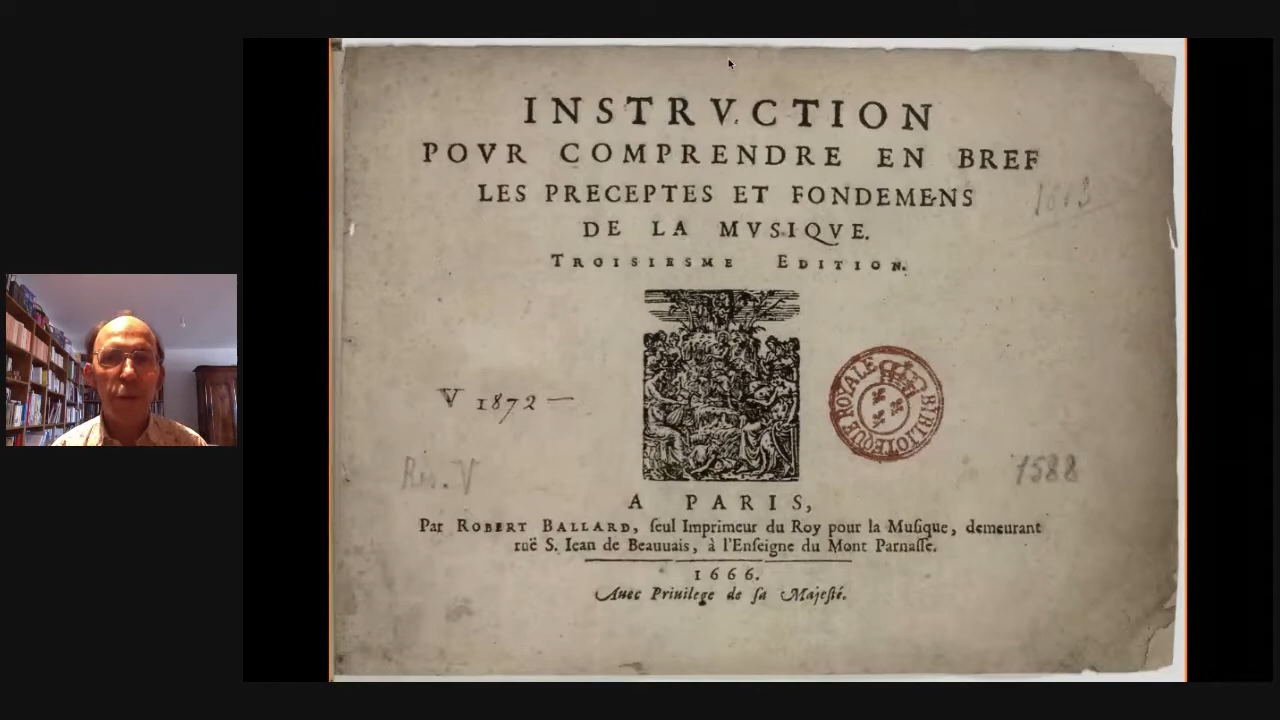 INSTRVCTION
POVR COMPRENDRE EN BREF
LES PRECEPTES ET FONDEMENS
DE LA MVSIQVE.
TROISIESME EDITION.
1613
V 1872 —
BIBLIOTEQUE ROYALE
Res. V
1588
A PARIS,
Par ROBERT BALLARD, ſeul Imprimeur du Roy pour la Muſique, demeurant
ruë S. Iean de Beauuais, à l'Enſeigne du Mont Parnaſſe.
1666.
Auec Priuilege de ſa Majeſté.